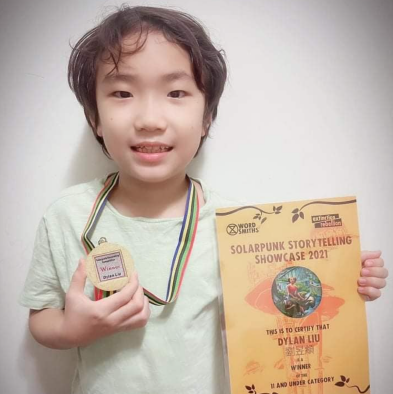 Winner
WORD
SMITHS
extinction
rebellion
SOLARPUNK STORYTELLING
SHOWCASE 2021
THIS IS TO CERTIFY THAT
DYLAN LIU
IS A
WINNER
OF THE
11 AND UNDER CATEGORY